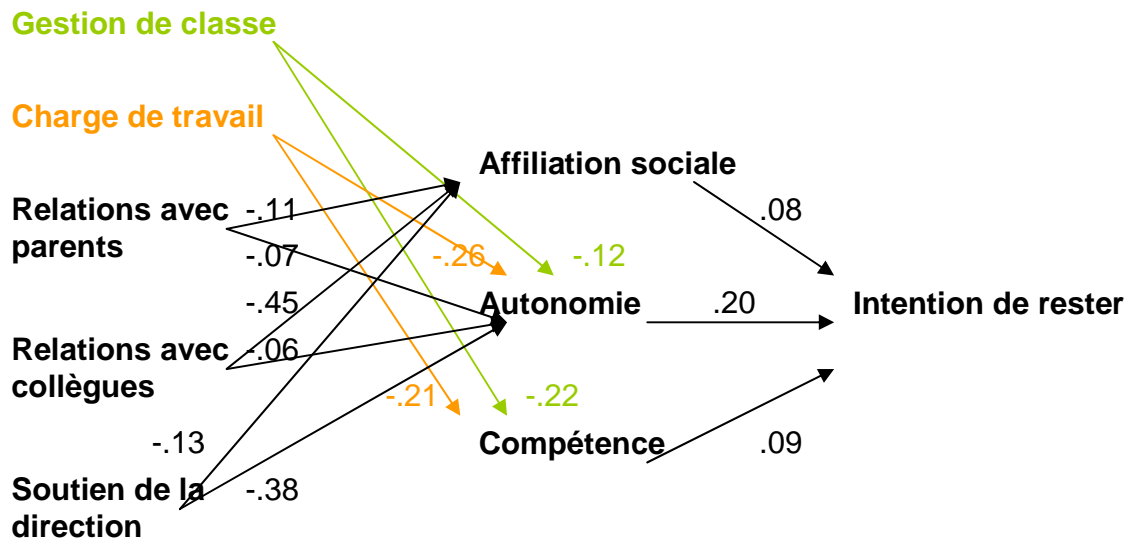 Gestion de classe
Charge de travail
Affiliation sociale
Relations avec
parents
-.11
.08
-.07
-.26
-.12
-.45
Autonomie
.20
Intention de rester
Relations avec
collègues
-.06
-.21
-.22
-.13
Compétence
.09
Soutien de la
direction
-.38